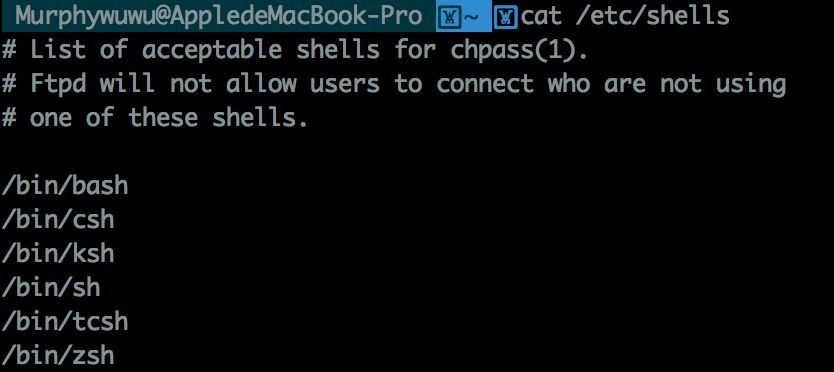 Murphywuwu@AppledeMacBook-Pro ~ cat /etc/shells
# List of acceptable shells for chpass(1).
# Ftpd will not allow users to connect who are not using
# one of these shells.
/bin/bash
/bin/csh
/bin/ksh
/bin/sh
/bin/tcsh
/bin/zsh